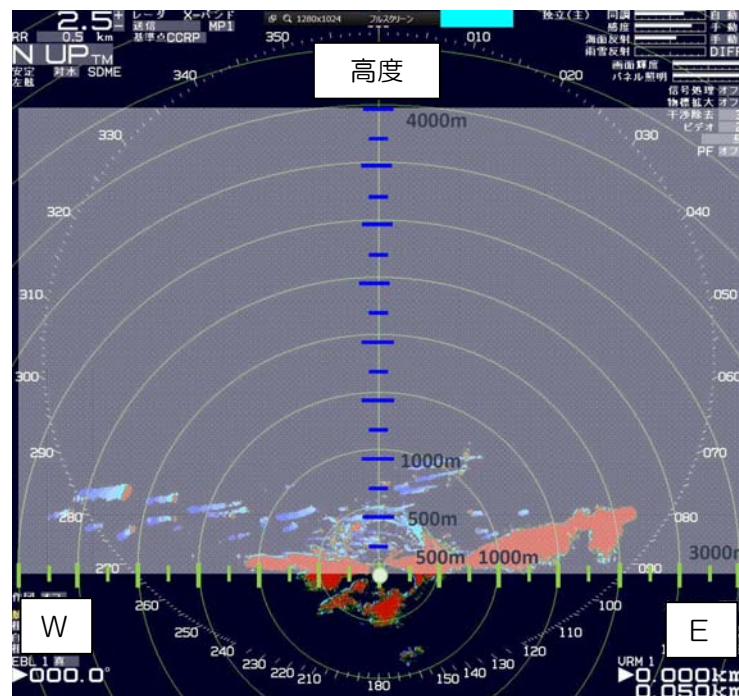 2.5
RR 0.5 km
N UP TM
安定 対水 SDME
左舷
レーダ X-バンド
送信 MP1
基準点 CCRP
1280x1024 フルスクリーン
独立(主)
同調 自動
感度 手動
海面反射 手動
雨雪反射 DIFF
画面輝度
パネル照明
信号処理 オフ
物標拡大 オフ
干渉除去
ビデオ
PF オフ
高度
350 010
340 020
330 030
320 040
310 050
300 060
290 070
280 080
270 090
260 100
250
240
230
220
210 200 190 180 170 160 150 140 130
4000m
1000m
500m
500m 1000m
3000m
W
E
EBL 1 真
000.0°
VRM 1
0.000km
0.050km